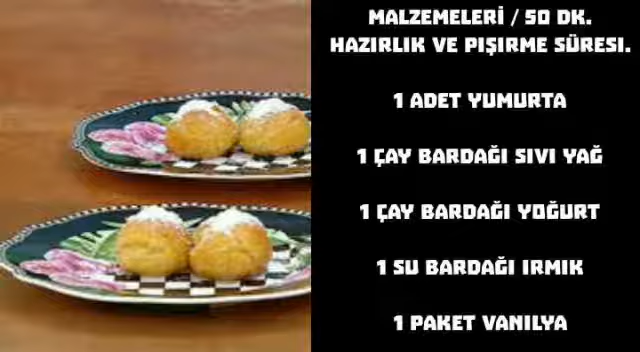 MALZEMELERİ / 50 DK.
HAZIRLIK VE PIŞIRME SÜRESI.
1 ADET YUMURTA
1 ÇAY BARDAĞI SIVI YAĞ
1 ÇAY BARDAĞI YOĞURT
1 SU BARDAĞI IRMIK
1 PAKET VANILYA